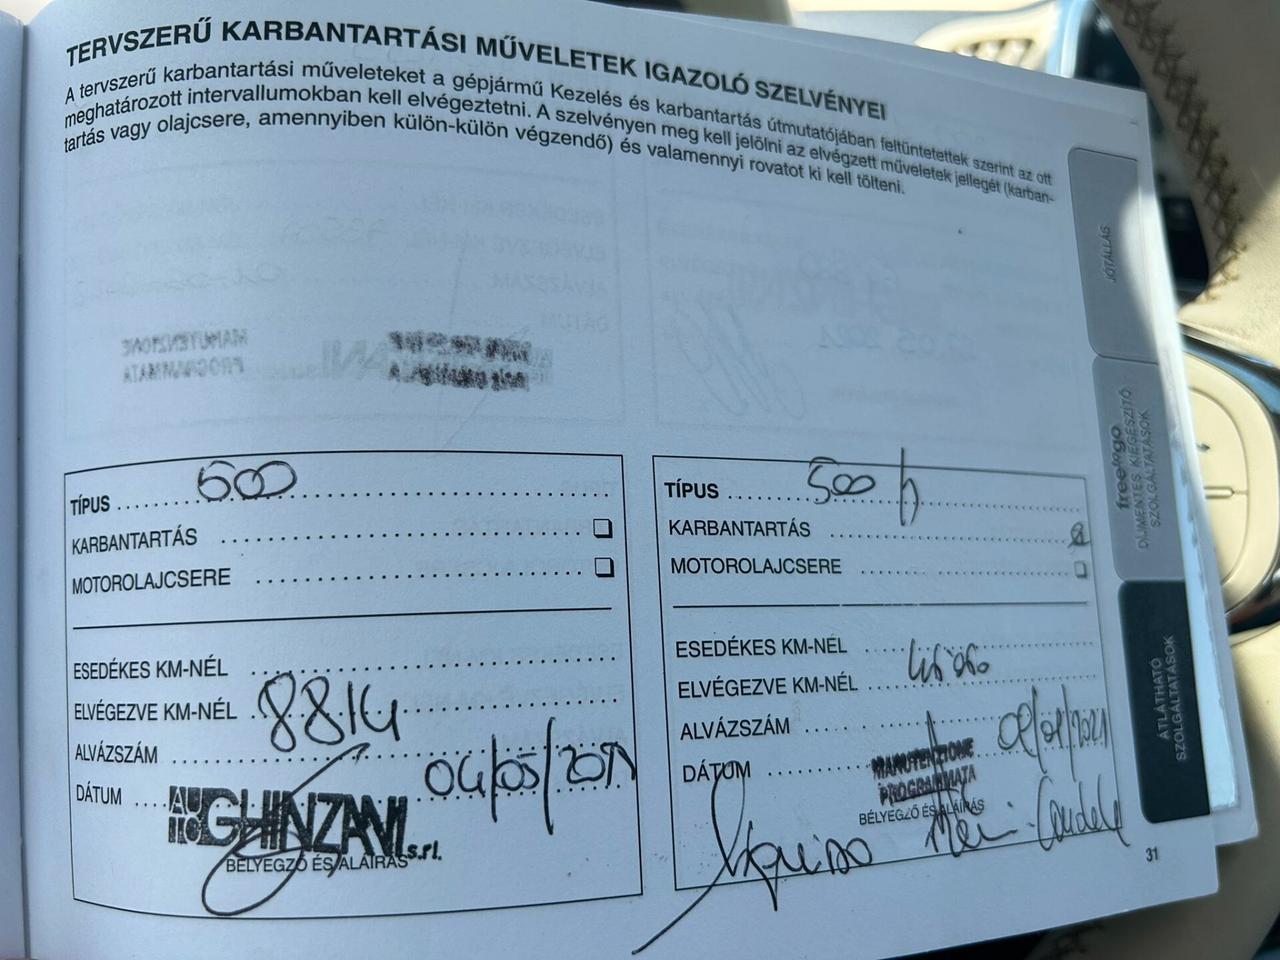 TERVSZERŰ KARBANTARTÁSI MŰVELETEK IGAZOLÓ SZELVÉNYEI
A tervszerű karbantartási műveleteket a gépjármű Kezelés és karbantartás útmutatójában feltüntetettek szerint az ott
meghatározott intervallumokban kell elvégeztetni. A szelvényen meg kell jelölni az elvégzett műveletek jellegét (karban-
tartás vagy olajcsere, amennyiben külön-külön végzendő) és valamennyi rovatot ki kell tölteni.
TÍPUS 500
KARBANTARTÁS
MOTOROLAJCSERE
ESEDÉKES KM-NÉL
ELVÉGEZVE KM-NÉL 8814
ALVÁZSZÁM
DÁTUM 04/05/2021
AUTO GHINZANI s.r.l.
BÉLYEGZŐ ÉS ALÁÍRÁS
TÍPUS 500
KARBANTARTÁS
MOTOROLAJCSERE
ESEDÉKES KM-NÉL
ELVÉGEZVE KM-NÉL
ALVÁZSZÁM
DÁTUM
MANUTENZIONE
PROGRAMMATA
BÉLYEGZŐ ÉS ALÁÍRÁS
31
JÓTÁLLÁS
freetogo
DÍJMENTES KIEGÉSZÍTŐ
SZOLGÁLTATÁSOK
ÁTLÁTHATÓ
SZOLGÁLTATÁSOK